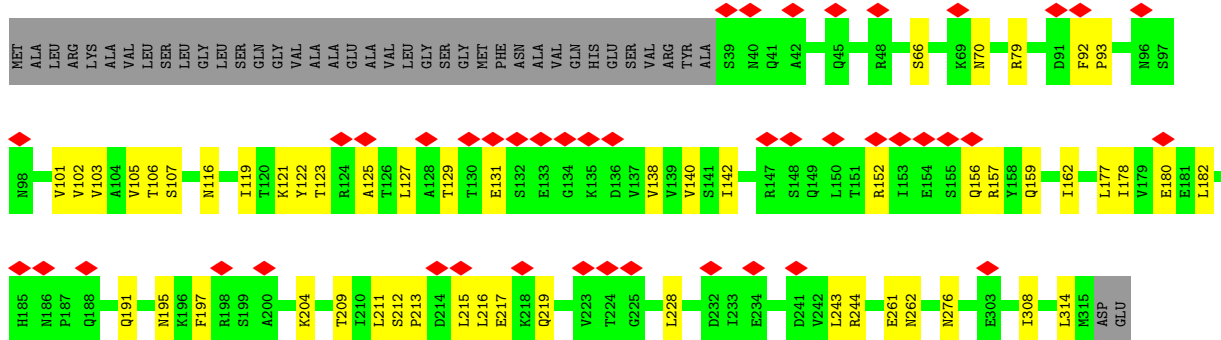 MET ALA LEU ARG LYS ALA VAL LEU SER LEU GLY LEU SER GLN GLY VAL ALA ALA GLU ALA VAL LEU GLY SER GLY MET PHE ASN ALA VAL GLN HIS GLU SER VAL ARG TYR ALA S39 N40 Q41 A42 Q45 R48 S66 K69 N70 R79 D91 F92 P93 N96 S97
N98 V101 V102 V103 A104 V105 T106 S107 N116 I119 T120 K121 Y122 T123 R124 A125 T126 L127 A128 T129 T130 E131 S132 E133 G134 K135 D136 V137 V138 V139 V140 S141 I142 R147 S148 Q149 L150 T151 R152 I153 E154 S155 Q156 R157 Y158 Q159 I162 L177 I178 V179 E180 E181 L182
H185 N186 P187 Q188 Q191 N195 K196 F197 R198 S199 A200 K204 T209 I210 L211 S212 P213 D214 L215 L216 E217 K218 Q219 V223 T224 G225 L228 D232 I233 E234 D241 V242 L243 R244 E261 N262 N276 E303 I308 L314 M315 ASP GLU